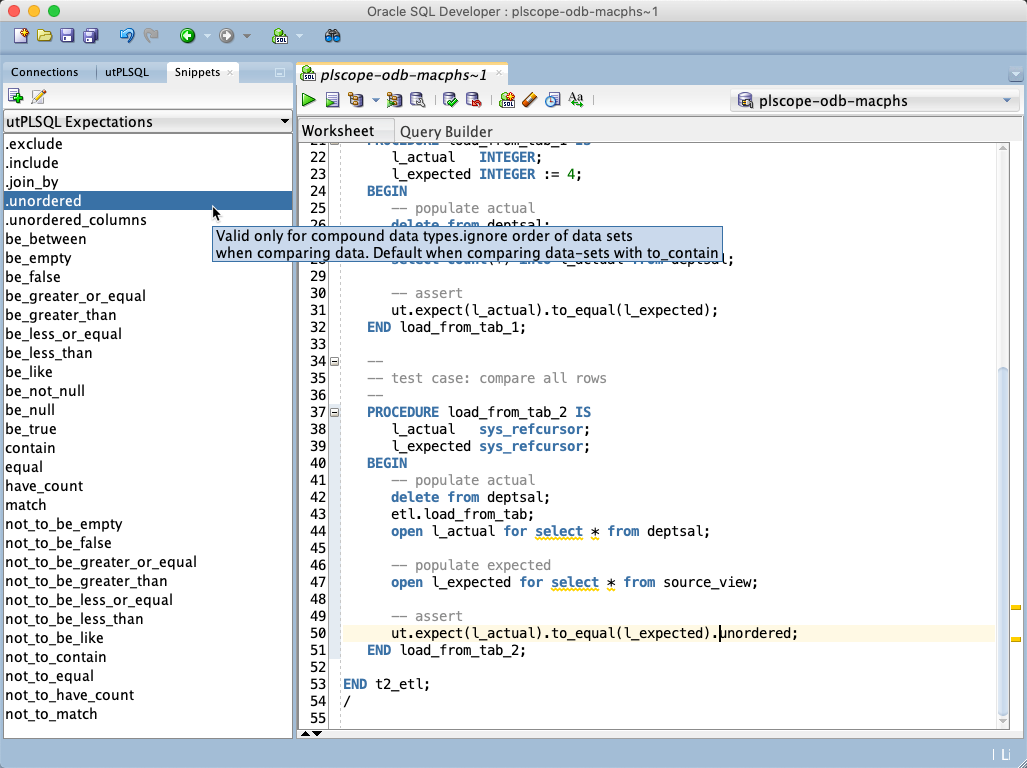 Oracle SQL Developer : plscope-odb-macphs~1
Connections
utPLSQL
Snippets
utPLSQL Expectations
.exclude
.include
.join_by
.unordered
.unordered_columns
be_between
be_empty
be_false
be_greater_or_equal
be_greater_than
be_less_or_equal
be_less_than
be_like
be_not_null
be_null
be_true
contain
equal
have_count
match
not_to_be_empty
not_to_be_false
not_to_be_greater_or_equal
not_to_be_greater_than
not_to_be_less_or_equal
not_to_be_less_than
not_to_be_like
not_to_contain
not_to_equal
not_to_have_count
not_to_match
Valid only for compound data types.ignore order of data sets
when comparing data. Default when comparing data-sets with to_contain
plscope-odb-macphs~1
plscope-odb-macphs
Worksheet
Query Builder
21 PROCEDURE load_from_tab_1 IS
22 l_actual INTEGER;
23 l_expected INTEGER := 4;
24 BEGIN
25 -- populate actual
26 delete from deptsal;
28 select count(*) into l_actual from deptsal;
29
30 -- assert
31 ut.expect(l_actual).to_equal(l_expected);
32 END load_from_tab_1;
33
34 --
35 -- test case: compare all rows
36 --
37 PROCEDURE load_from_tab_2 IS
38 l_actual sys_refcursor;
39 l_expected sys_refcursor;
40 BEGIN
41 -- populate actual
42 delete from deptsal;
43 etl.load_from_tab;
44 open l_actual for select * from deptsal;
45
46 -- populate expected
47 open l_expected for select * from source_view;
48
49 -- assert
50 ut.expect(l_actual).to_equal(l_expected).unordered;
51 END load_from_tab_2;
52
53 END t2_etl;
54 /
55